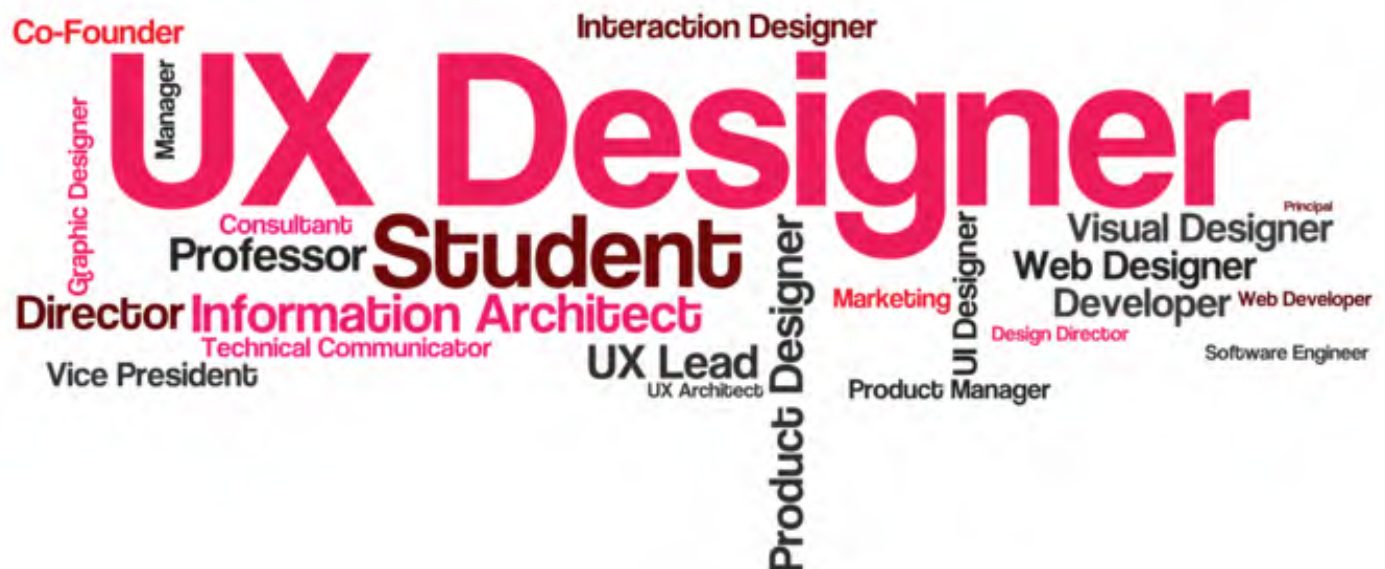 Co-Founder
Interaction Designer
UX Designer
Manager
Graphic Designer
Principal
Consultant
Student
Visual Designer
Professor
Web Designer
Product Designer
UI Designer
Director
Information Architect
Marketing
Developer
Web Developer
Technical Communicator
Design Director
UX Lead
Software Engineer
Vice President
UX Architect
Product Manager